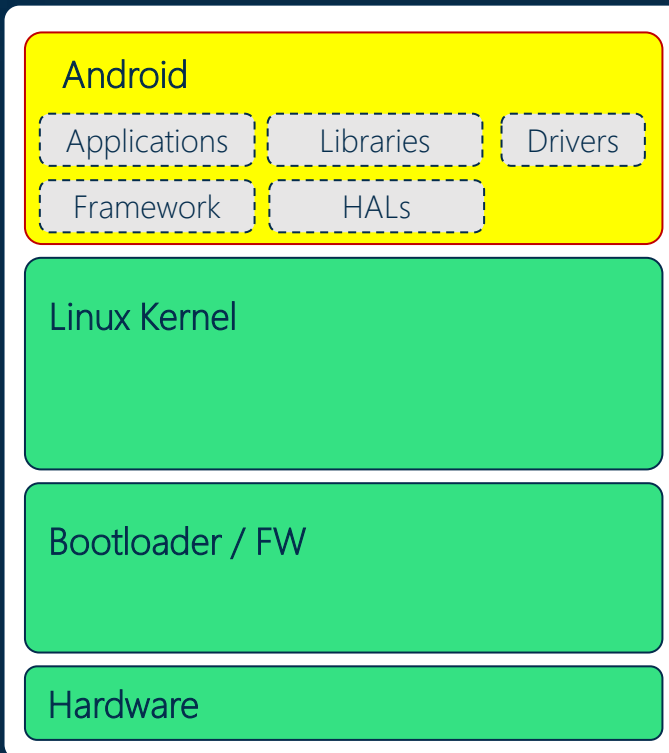 Android
Applications Libraries Drivers
Framework HALs
Linux Kernel
Bootloader / FW
Hardware